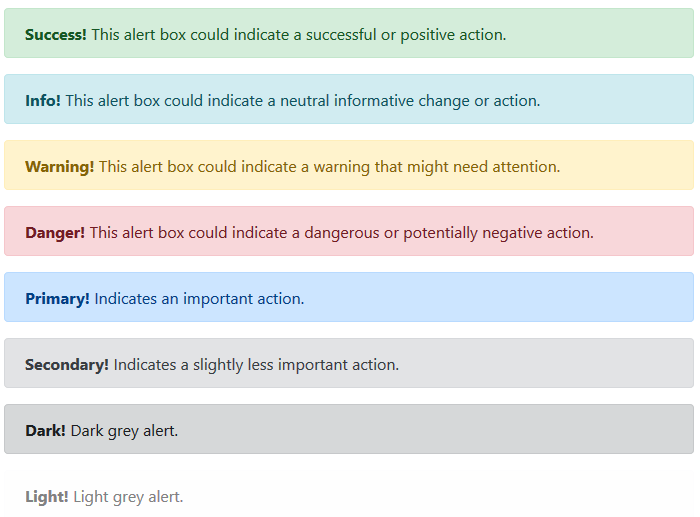 Success! This alert box could indicate a successful or positive action.
Info! This alert box could indicate a neutral informative change or action.
Warning! This alert box could indicate a warning that might need attention.
Danger! This alert box could indicate a dangerous or potentially negative action.
Primary! Indicates an important action.
Secondary! Indicates a slightly less important action.
Dark! Dark grey alert.
Light! Light grey alert.